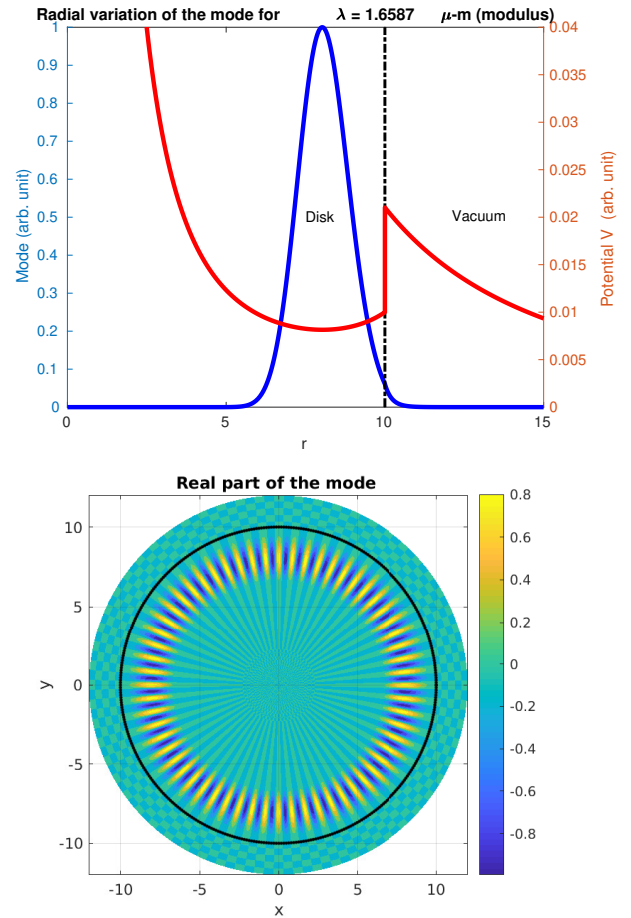 Radial variation of the mode for λ = 1.6587 μ-m (modulus)
1 0.04
0.9
0.035
0.8
0.03
0.7
0.6 0.025
0.5 Disk Vacuum 0.02
0.4
0.015
0.3
0.01
0.2
0.1 0.005
0 0
Mode (arb. unit)
Potential V (arb. unit)
0 5 10 15
r
Real part of the mode
10
5
0
-5
-10
y
-10 -5 0 5 10
x
0.8
0.6
0.4
0.2
0
-0.2
-0.4
-0.6
-0.8